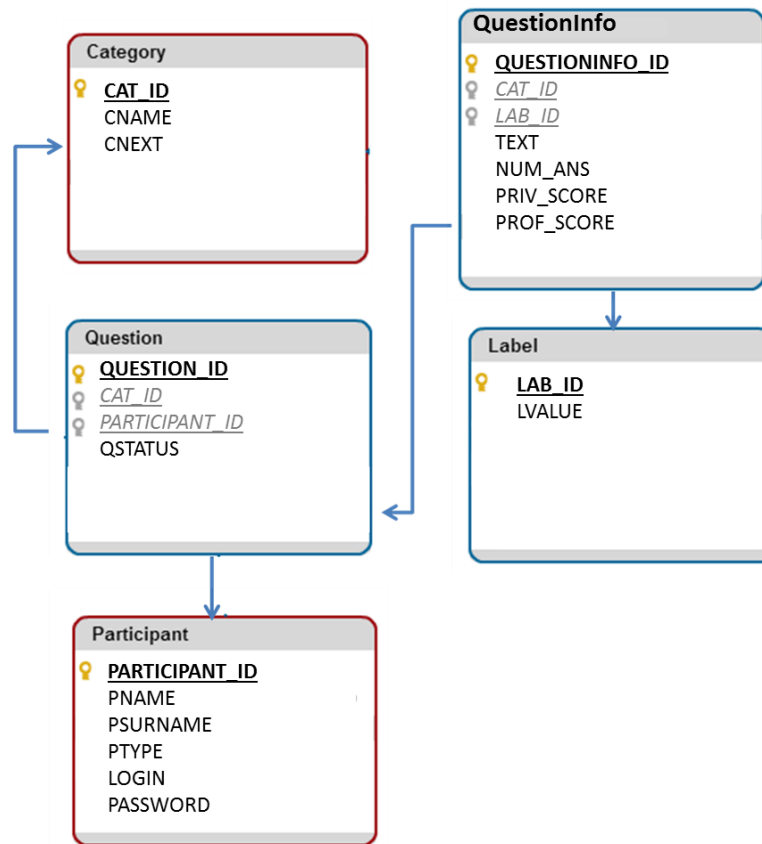 Category
CAT_ID
CNAME
CNEXT
QuestionInfo
QUESTIONINFO_ID
CAT_ID
LAB_ID
TEXT
NUM_ANS
PRIV_SCORE
PROF_SCORE
Question
QUESTION_ID
CAT_ID
PARTICIPANT_ID
QSTATUS
Label
LAB_ID
LVALUE
Participant
PARTICIPANT_ID
PNAME
PSURNAME
PTYPE
LOGIN
PASSWORD